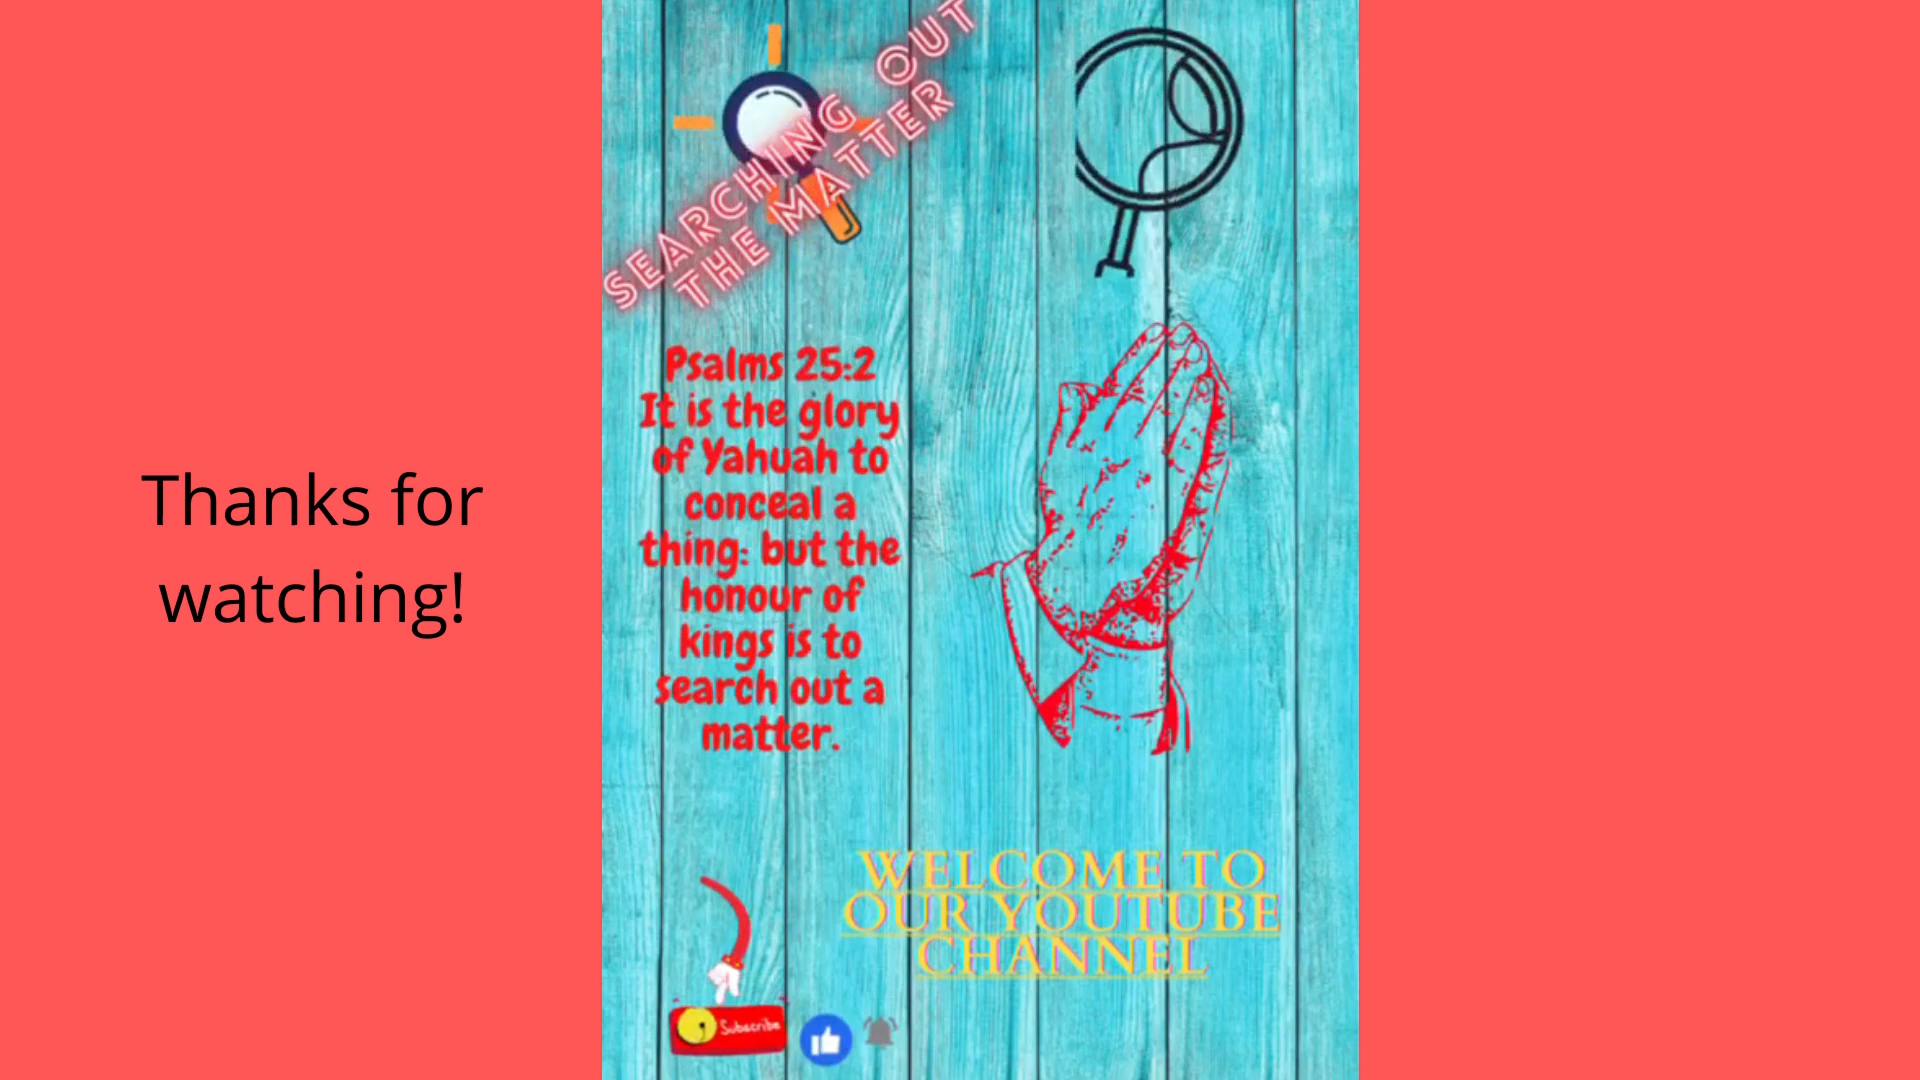 Thanks for
watching!
SEARCHING OUT
THE MATTER
Psalms 25:2
It is the glory
of Yahuah to
conceal a
thing: but the
honour of
kings is to
search out a
matter.
WELCOME TO
OUR YOUTUBE
CHANNEL
Subscribe